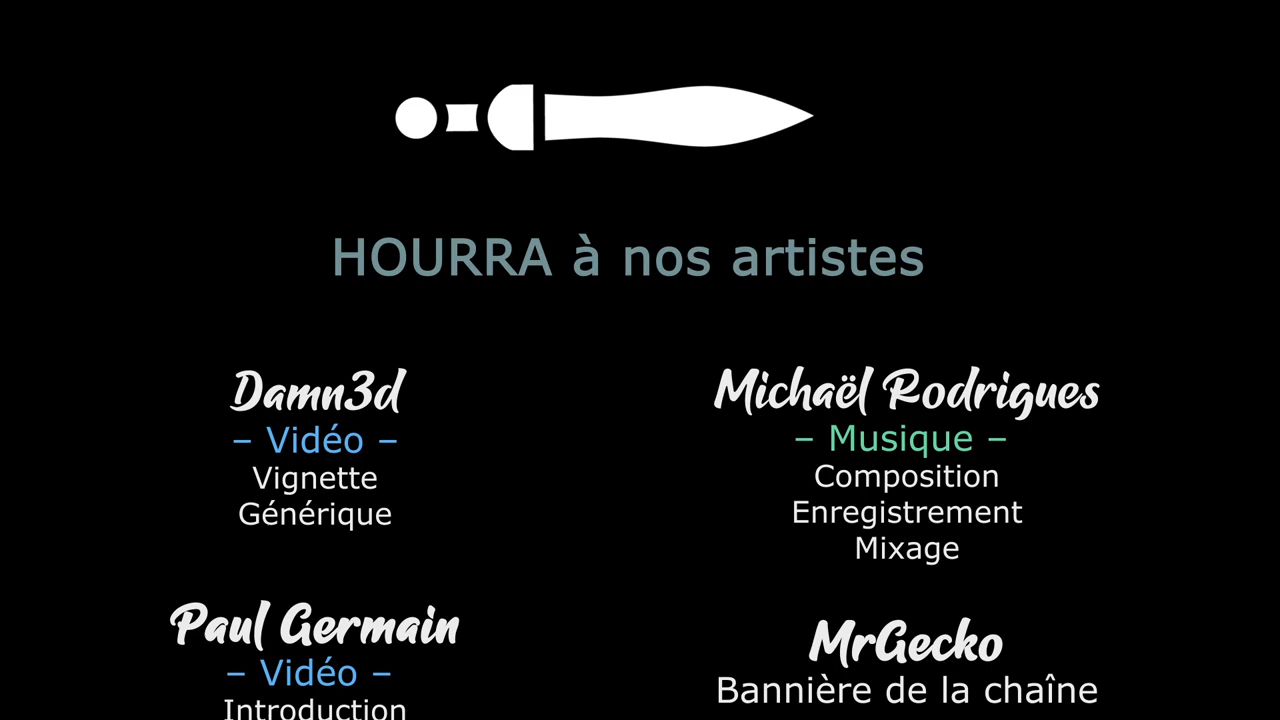 HOURRA à nos artistes
Damn3d
– Vidéo –
Vignette
Générique
Michaël Rodrigues
– Musique –
Composition
Enregistrement
Mixage
Paul Germain
– Vidéo –
Introduction
MrGecko
Bannière de la chaîne